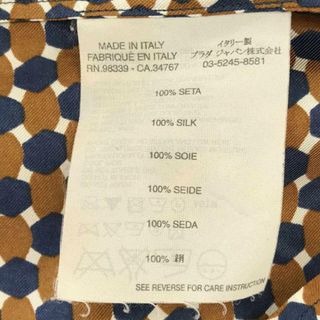 MADE IN ITALY
FABRIQUÉ EN ITALY
RN.98339 - CA.34767
イタリー製
プラダ ジャパン株式会社
03-5245-8581
100% SETA
100% SILK
100% SOIE
100% SEIDE
100% SEDA
100% 絹
SEE REVERSE FOR CARE INSTRUCTION